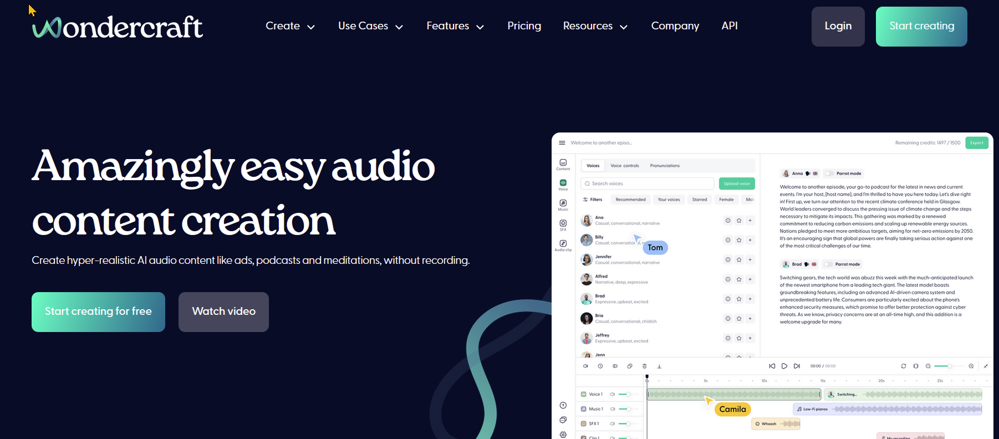 Wondercraft
Create
Use Cases
Features
Pricing
Resources
Company
API
Login
Start creating
Amazingly easy audio
content creation
Create hyper-realistic AI audio content like ads, podcasts and meditations, without recording.
Start creating for free
Watch video
Welcome to another episo...
Remaining credits: 1497 / 1500
Export
Content
Voice
Music
SFX
Audio clip
Voices
Voice controls
Pronunciations
Search voices
Upload voice
Filters
Recommended
Your voices
Starred
Female
Ana
Casual, conversational, narrative
Billy
Casual,
Tom
Jennifer
Casual, conversational, narrative
Alfred
Narrative, deep, expressive
Brad
Expressive, upbeat, excited
Bria
Casual, conversational, childish
Jeffrey
Expressive, upbeat, excited
Jenn
Anna
Parrot mode
Welcome to another episode, your go-to podcast for the latest in news and current
events. I'm your host, [host name], and I'm thrilled to have you here today. Let's dive right
in! First up, we turn our attention to the recent climate conference held in Glasgow.
World leaders converged to discuss the pressing issue of climate change and the steps
necessary to mitigate its impacts. This gathering was marked by a renewed
commitment to reducing carbon emissions and scaling up renewable energy sources.
Nations pledged to meet more ambitious targets, aiming for net-zero emissions by 2050.
It's an encouraging sign that global powers are finally taking serious action against one
of the most critical challenges of our time.
Brad
Parrot mode
Switching gears, the tech world was abuzz this week with the much-anticipated launch
of the newest smartphone from a leading tech giant. The latest model boasts
groundbreaking features, including an advanced AI-driven camera system and
unprecedented battery life. Consumers are particularly excited about the phone's
enhanced security measures, which promise to offer better protection against cyber
threats. As we know, privacy concerns are at an all-time high, and this addition is a
welcome upgrade for many.
00:00 / 00:00
0s
5s
10s
15s
20s
25s
Voice 1
Switching...
Camila
Music 1
Low-Fi pianos
SFX 1
Whoosh
Clip 1
My recording